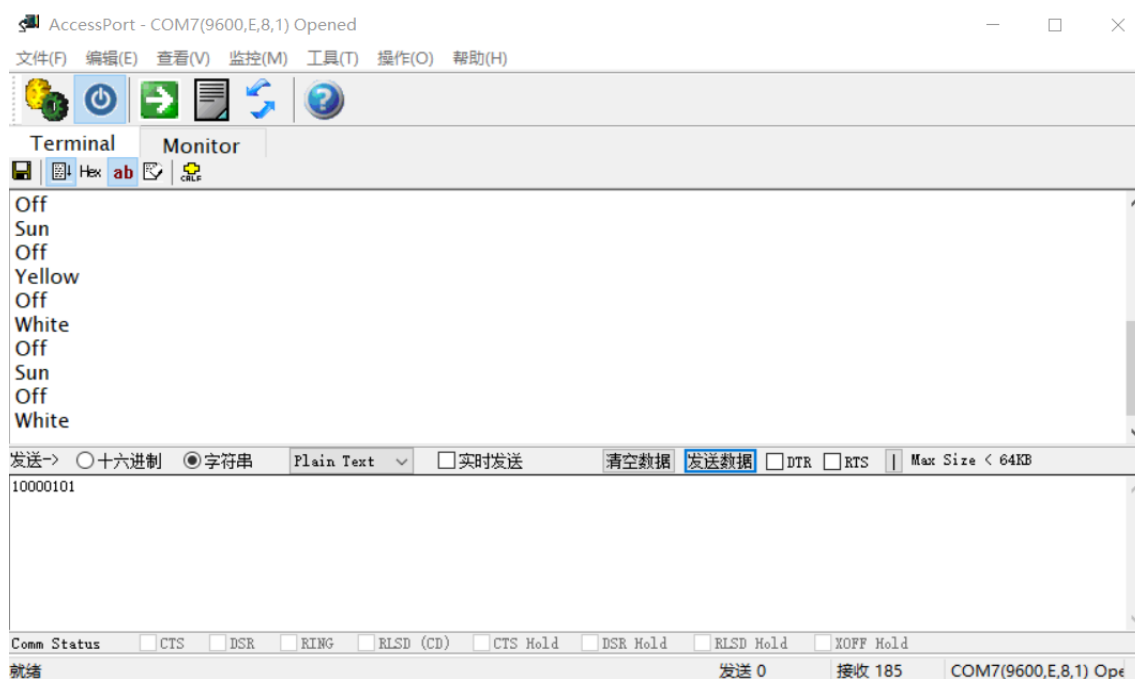 AccessPort - COM7(9600,E,8,1) Opened
文件(F) 编辑(E) 查看(V) 监控(M) 工具(T) 操作(O) 帮助(H)
Terminal Monitor
Hex ab CRLF
Off
Sun
Off
Yellow
Off
White
Off
Sun
Off
White
发送-> 十六进制 字符串 Plain Text 实时发送 清空数据 发送数据 DTR RTS Max Size < 64KB
10000101
Comm Status CTS DSR RING RLSD (CD) CTS Hold DSR Hold RLSD Hold XOFF Hold
就绪 发送 0 接收 185 COM7(9600,E,8,1) Ope